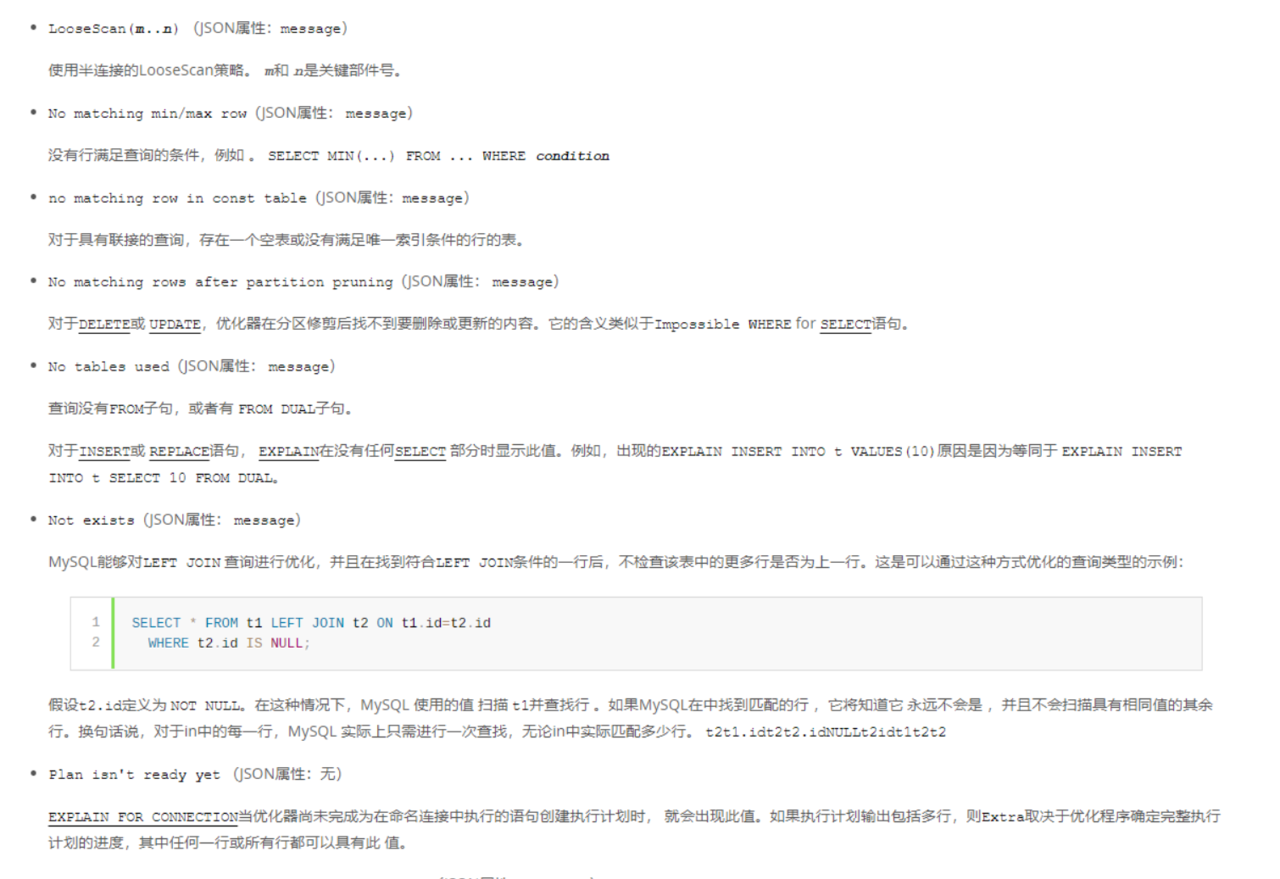 • LooseScan(m..n) （JSON属性：message）
使用半连接的LooseScan策略。 m和 n是关键部件号。
• No matching min/max row（JSON属性： message）
没有行满足查询的条件，例如 。 SELECT MIN(...) FROM ... WHERE condition
• no matching row in const table（JSON属性：message）
对于具有联接的查询，存在一个空表或没有满足唯一索引条件的行的表。
• No matching rows after partition pruning（JSON属性： message）
对于DELETE或 UPDATE，优化器在分区修剪后找不到要删除或更新的内容。它的含义类似于Impossible WHERE for SELECT语句。
• No tables used（JSON属性： message）
查询没有FROM子句，或者有 FROM DUAL子句。
对于INSERT或 REPLACE语句， EXPLAIN在没有任何SELECT 部分时显示此值。例如，出现的EXPLAIN INSERT INTO t VALUES(10)原因是因为等同于 EXPLAIN INSERT
INTO t SELECT 10 FROM DUAL。
• Not exists（JSON属性： message）
MySQL能够对LEFT JOIN 查询进行优化，并且在找到符合LEFT JOIN条件的一行后，不检查该表中的更多行是否为上一行。这是可以通过这种方式优化的查询类型的示例：
1 SELECT * FROM t1 LEFT JOIN t2 ON t1.id=t2.id
2 WHERE t2.id IS NULL;
假设t2.id定义为 NOT NULL。在这种情况下，MySQL 使用的值 扫描 t1并查找行 。如果MySQL在中找到匹配的行 ，它将知道它 永远不会是 ，并且不会扫描具有相同值的其余
行。换句话说，对于in中的每一行，MySQL 实际上只需进行一次查找，无论in中实际匹配多少行。 t2t1.idt2t2.idNULLt2idt1t2t2
• Plan isn't ready yet （JSON属性：无）
EXPLAIN FOR CONNECTION当优化器尚未完成为在命名连接中执行的语句创建执行计划时， 就会出现此值。如果执行计划输出包括多行，则Extra取决于优化程序确定完整执行
计划的进度，其中任何一行或所有行都可以具有此 值。